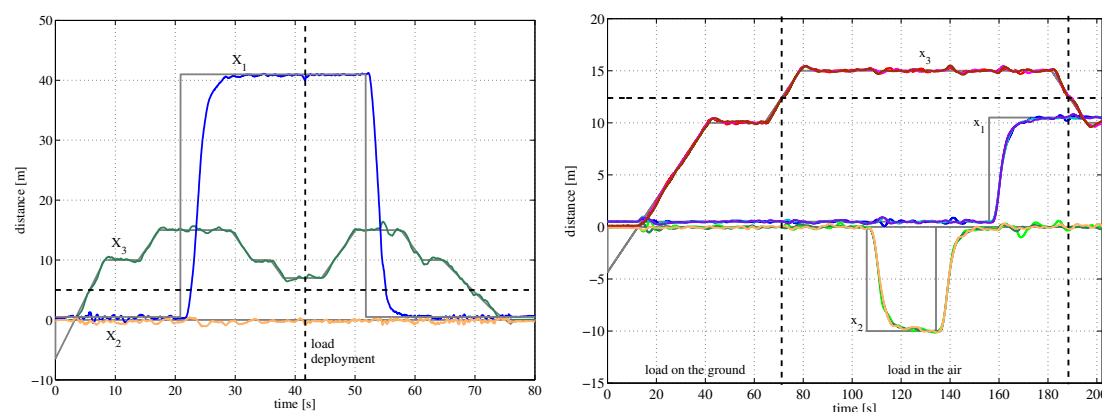 50
40
30
20
10
0
−10
distance [m]
X1
X3
X2
load
deployment
0
10
20
30
40
50
60
70
80
time [s]
20
15
10
5
0
−5
−10
−15
distance [m]
x3
x1
x2
load on the ground
load in the air
0
20
40
60
80
100
120
140
160
180
200
time [s]